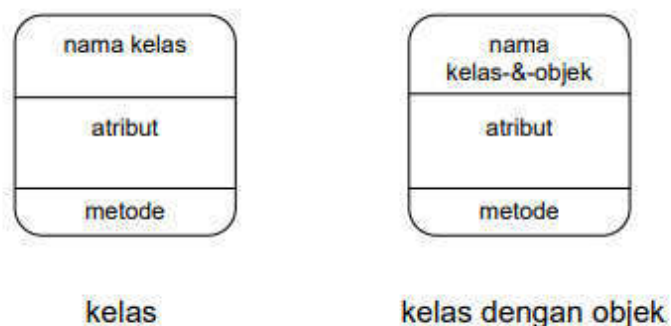 nama kelas
atribut
metode
kelas
nama
kelas-&-objek
atribut
metode
kelas dengan objek